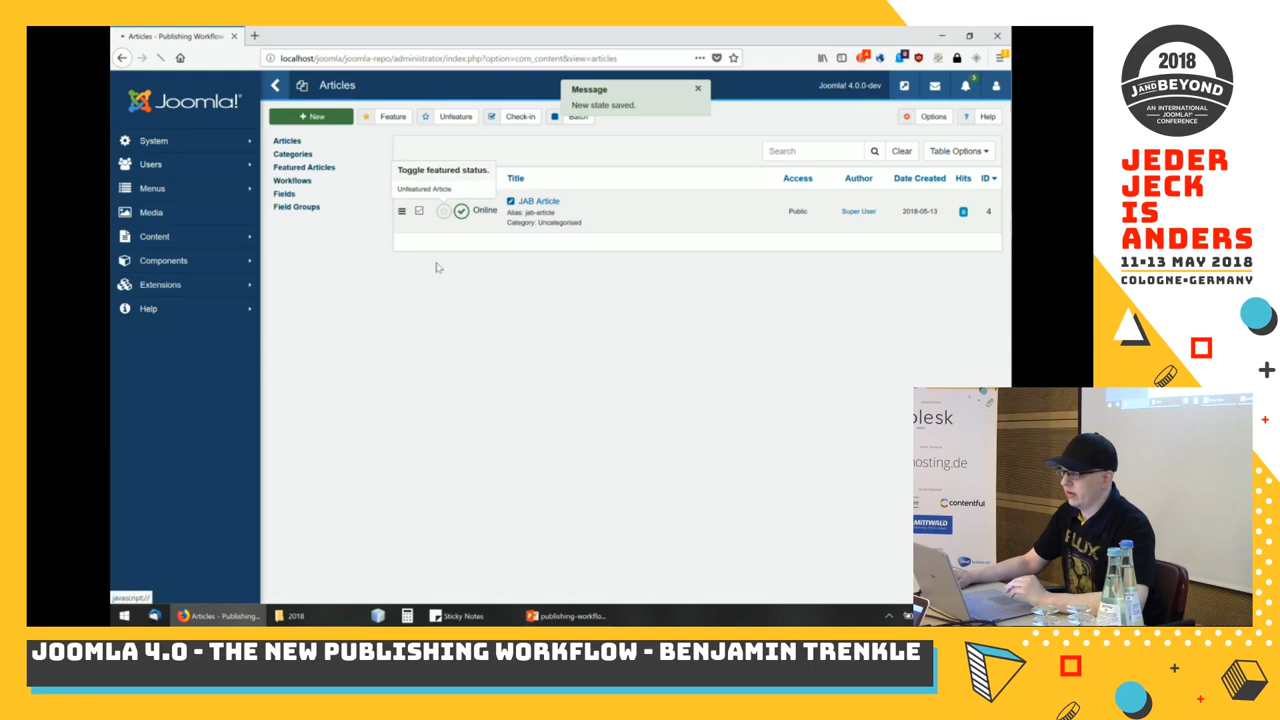 Articles - Publishing Workflow
localhost/joomla/joomla-repo/administrator/index.php?option=com_content&view=articles
Joomla!
Articles
Joomla! 4.0.0-dev
3
Message
New state saved.
New
Feature
Unfeature
Check-in
Batch
Options
Help
System
Users
Menus
Media
Content
Components
Extensions
Help
Articles
Categories
Featured Articles
Workflows
Fields
Field Groups
Search
Clear
Table Options
Toggle featured status.
Unfeatured Article
Title
Access
Author
Date Created
Hits
ID
Online
JAB Article
Alias: jab-article
Category: Uncategorised
Public
Super User
2018-05-13
0
4
javascript://
Articles - Publishing...
2018
Sticky Notes
publishing-workflo...
2018
JANDBEYOND
AN INTERNATIONAL
JOOMLA!®
CONFERENCE
JEDER
JECK
IS
ANDERS
11-13 MAY 2018
COLOGNE•GERMANY
plesk
hosting.de
contentful
MITTWALD
FLUX
JOOMLA 4.0 - THE NEW PUBLISHING WORKFLOW - BENJAMIN TRENKLE